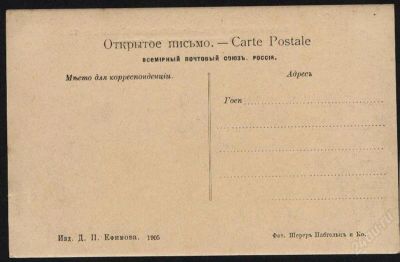 Открытое письмо. — Carte Postale
ВСЕМІРНЫЙ ПОЧТОВЫЙ СОЮЗЪ. РОССІЯ.
Мѣсто для корреспонденціи.
Адресъ
Госп
Изд. Д. П. Ефимова. 1905
Фот. Шереръ Набгольцъ и Ко.